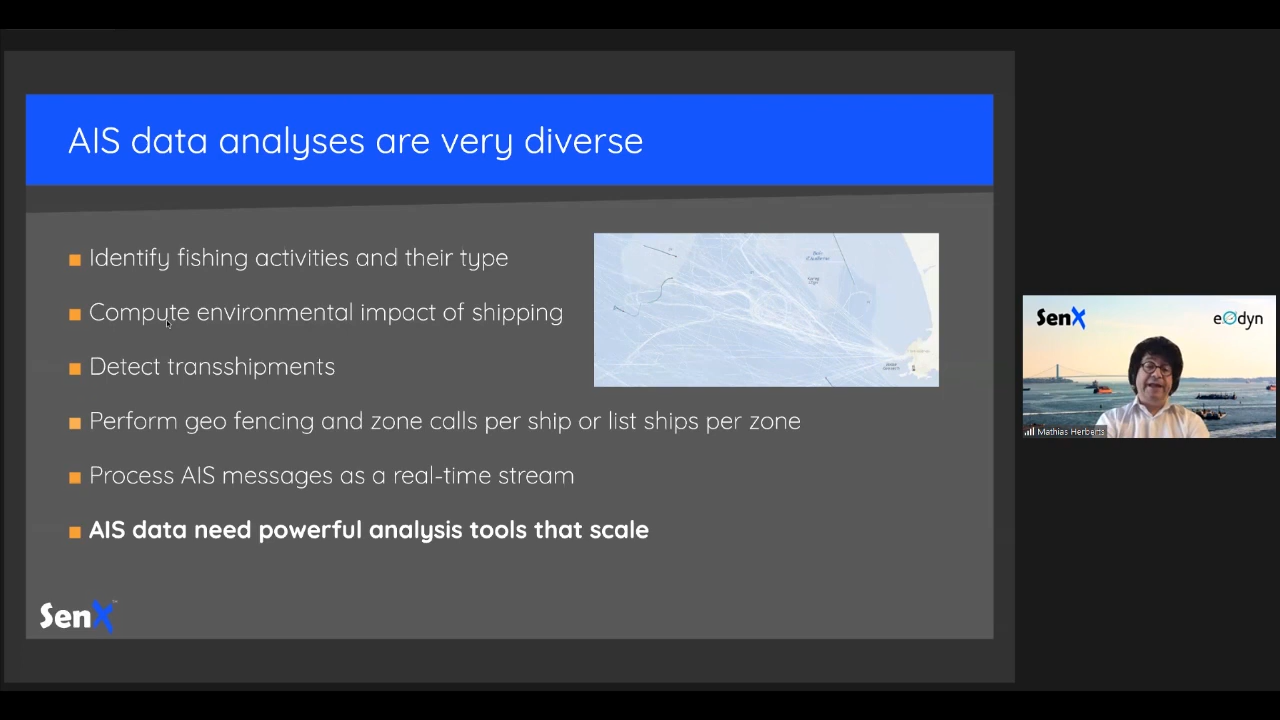 AIS data analyses are very diverse
Identify fishing activities and their type
Compute environmental impact of shipping
Detect transshipments
Perform geo fencing and zone calls per ship or list ships per zone
Process AIS messages as a real-time stream
AIS data need powerful analysis tools that scale
SenX
SenX
eOdyn
Mathias Herberts